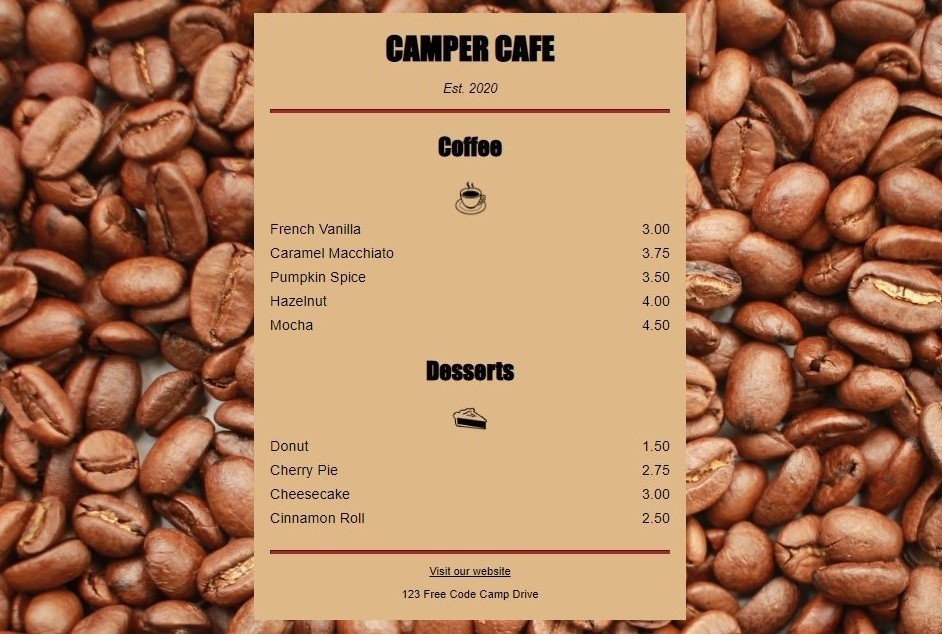 CAMPER CAFE
Est. 2020
Coffee
French Vanilla 3.00
Caramel Macchiato 3.75
Pumpkin Spice 3.50
Hazelnut 4.00
Mocha 4.50
Desserts
Donut 1.50
Cherry Pie 2.75
Cheesecake 3.00
Cinnamon Roll 2.50
Visit our website
123 Free Code Camp Drive